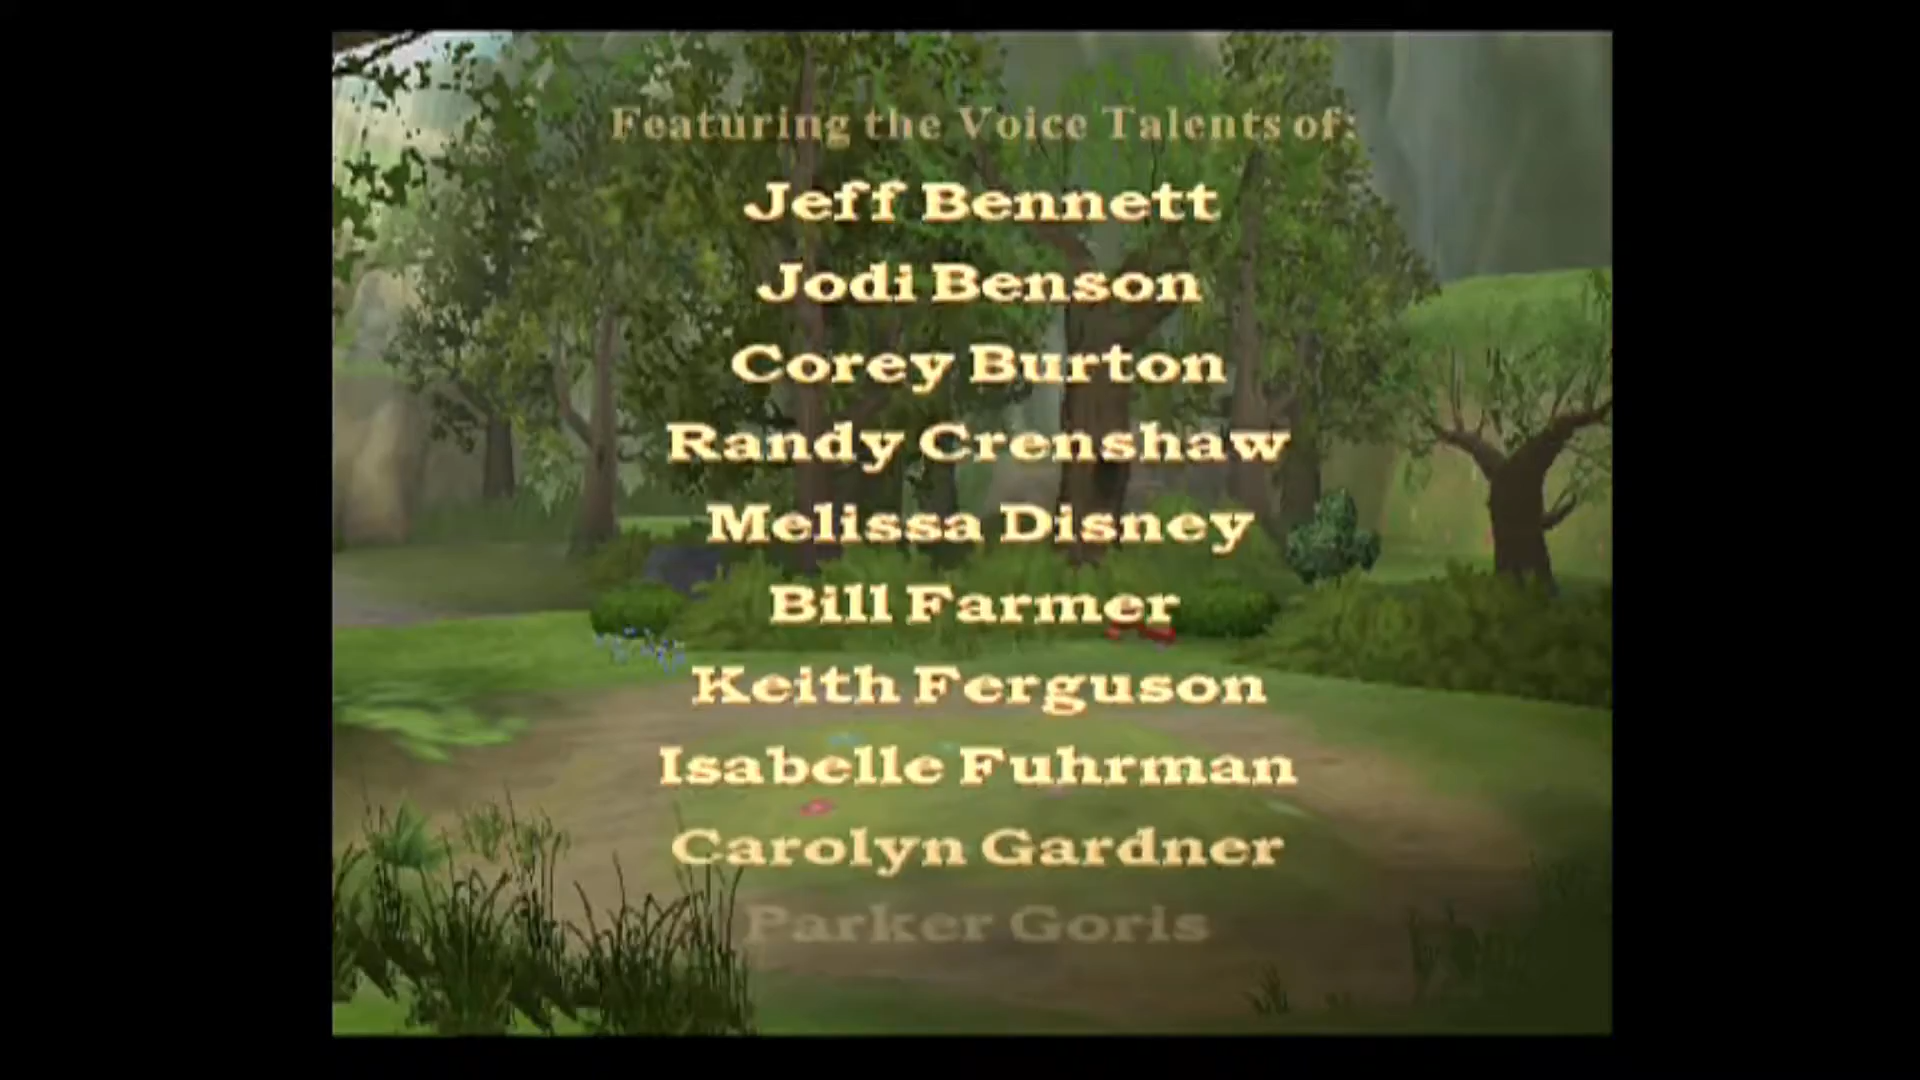 Featuring the Voice Talents of:
Jeff Bennett
Jodi Benson
Corey Burton
Randy Crenshaw
Melissa Disney
Bill Farmer
Keith Ferguson
Isabelle Fuhrman
Carolyn Gardner
Parker Goris